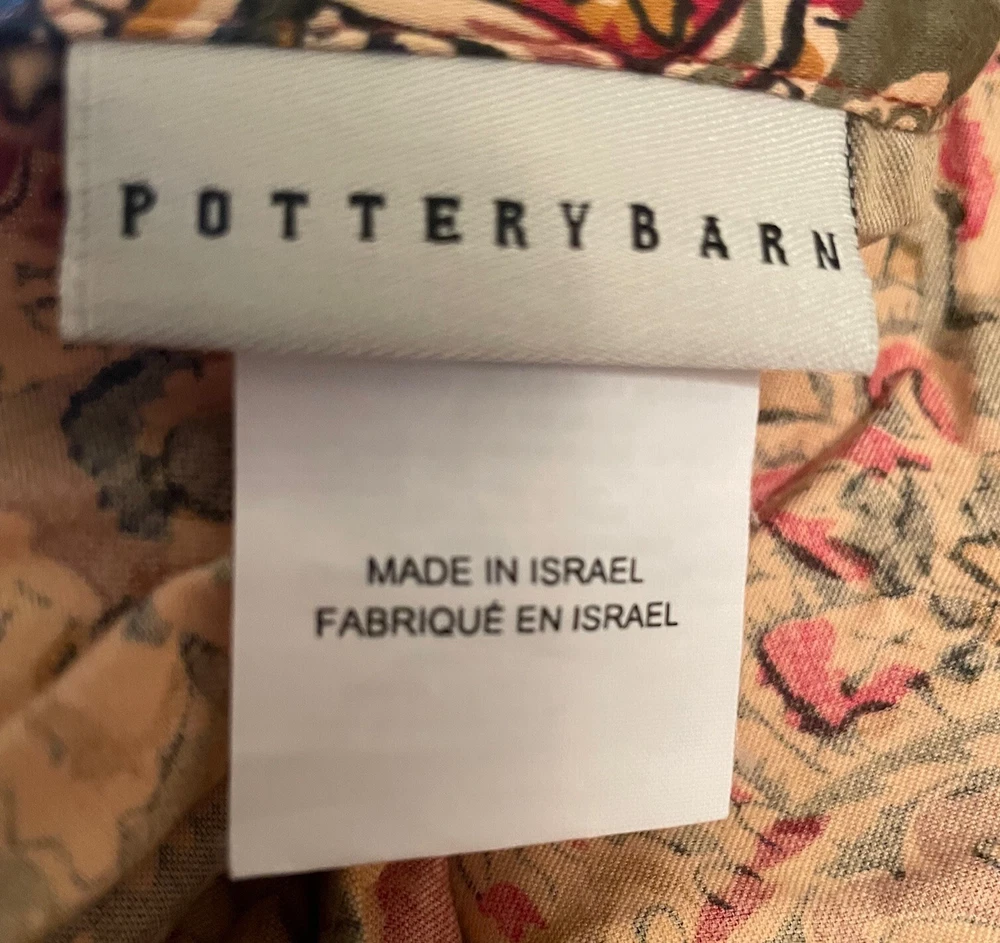 POTTERYBARN
MADE IN ISRAEL
FABRIQUÉ EN ISRAEL